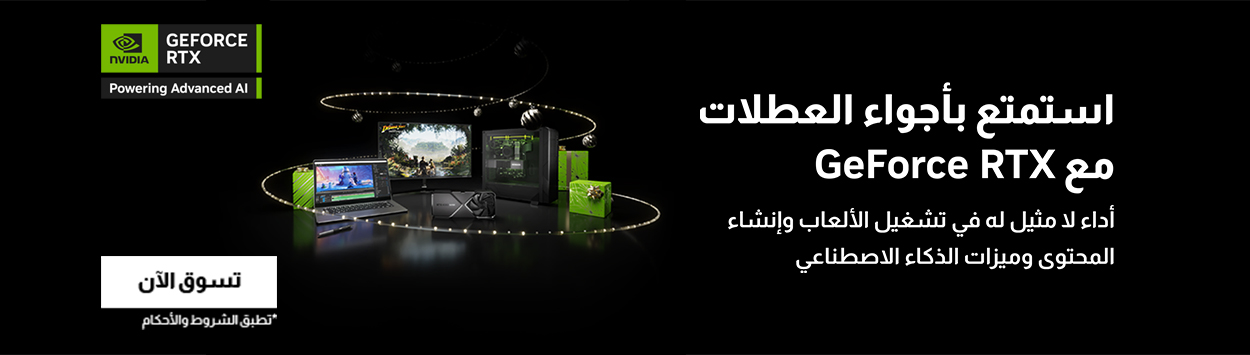 NVIDIA
GEFORCE
RTX
Powering Advanced AI
استمتع بأجواء العطلات
مع GeForce RTX
أداء لا مثيل له في تشغيل الألعاب وإنشاء
المحتوى وميزات الذكاء الاصطناعي
تسوق الآن
*تطبق الشروط والأحكام